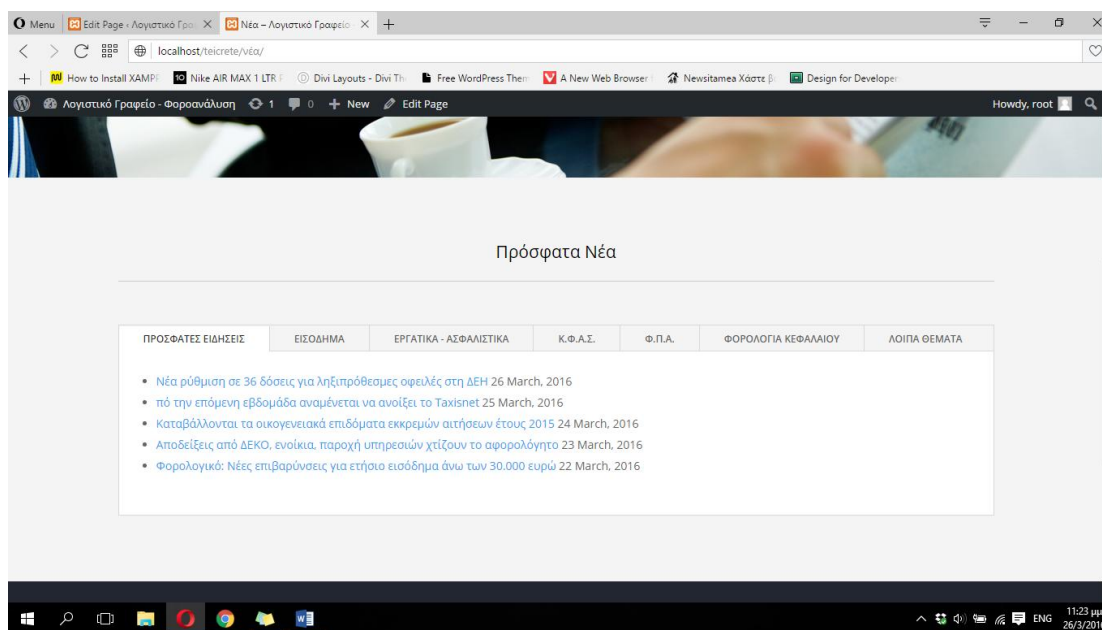 Menu Edit Page ‹ Λογιστικό Γρα Νέα – Λογιστικό Γραφείο
localhost/teicrete/νέα/
How to Install XAMP Nike AIR MAX 1 LTR Divi Layouts - Divi Th Free WordPress Them A New Web Browser Newsitamea Χάστε β Design for Developer
Λογιστικό Γραφείο - Φοροανάλυση 1 0 New Edit Page Howdy, root
Πρόσφατα Νέα
ΠΡΟΣΦΑΤΕΣ ΕΙΔΗΣΕΙΣ ΕΙΣΟΔΗΜΑ ΕΡΓΑΤΙΚΑ - ΑΣΦΑΛΙΣΤΙΚΑ Κ.Φ.Α.Σ. Φ.Π.Α. ΦΟΡΟΛΟΓΙΑ ΚΕΦΑΛΑΙΟΥ ΛΟΙΠΑ ΘΕΜΑΤΑ
Νέα ρύθμιση σε 36 δόσεις για ληξιπρόθεσμες οφειλές στη ΔΕΗ 26 March, 2016
πό την επόμενη εβδομάδα αναμένεται να ανοίξει το Taxisnet 25 March, 2016
Καταβάλλονται τα οικογενειακά επιδόματα εκκρεμών αιτήσεων έτους 2015 24 March, 2016
Αποδείξεις από ΔΕΚΟ, ενοίκια, παροχή υπηρεσιών χτίζουν το αφορολόγητο 23 March, 2016
Φορολογικό: Νέες επιβαρύνσεις για ετήσιο εισόδημα άνω των 30.000 ευρώ 22 March, 2016
ENG 11:23 μμ
26/3/2016